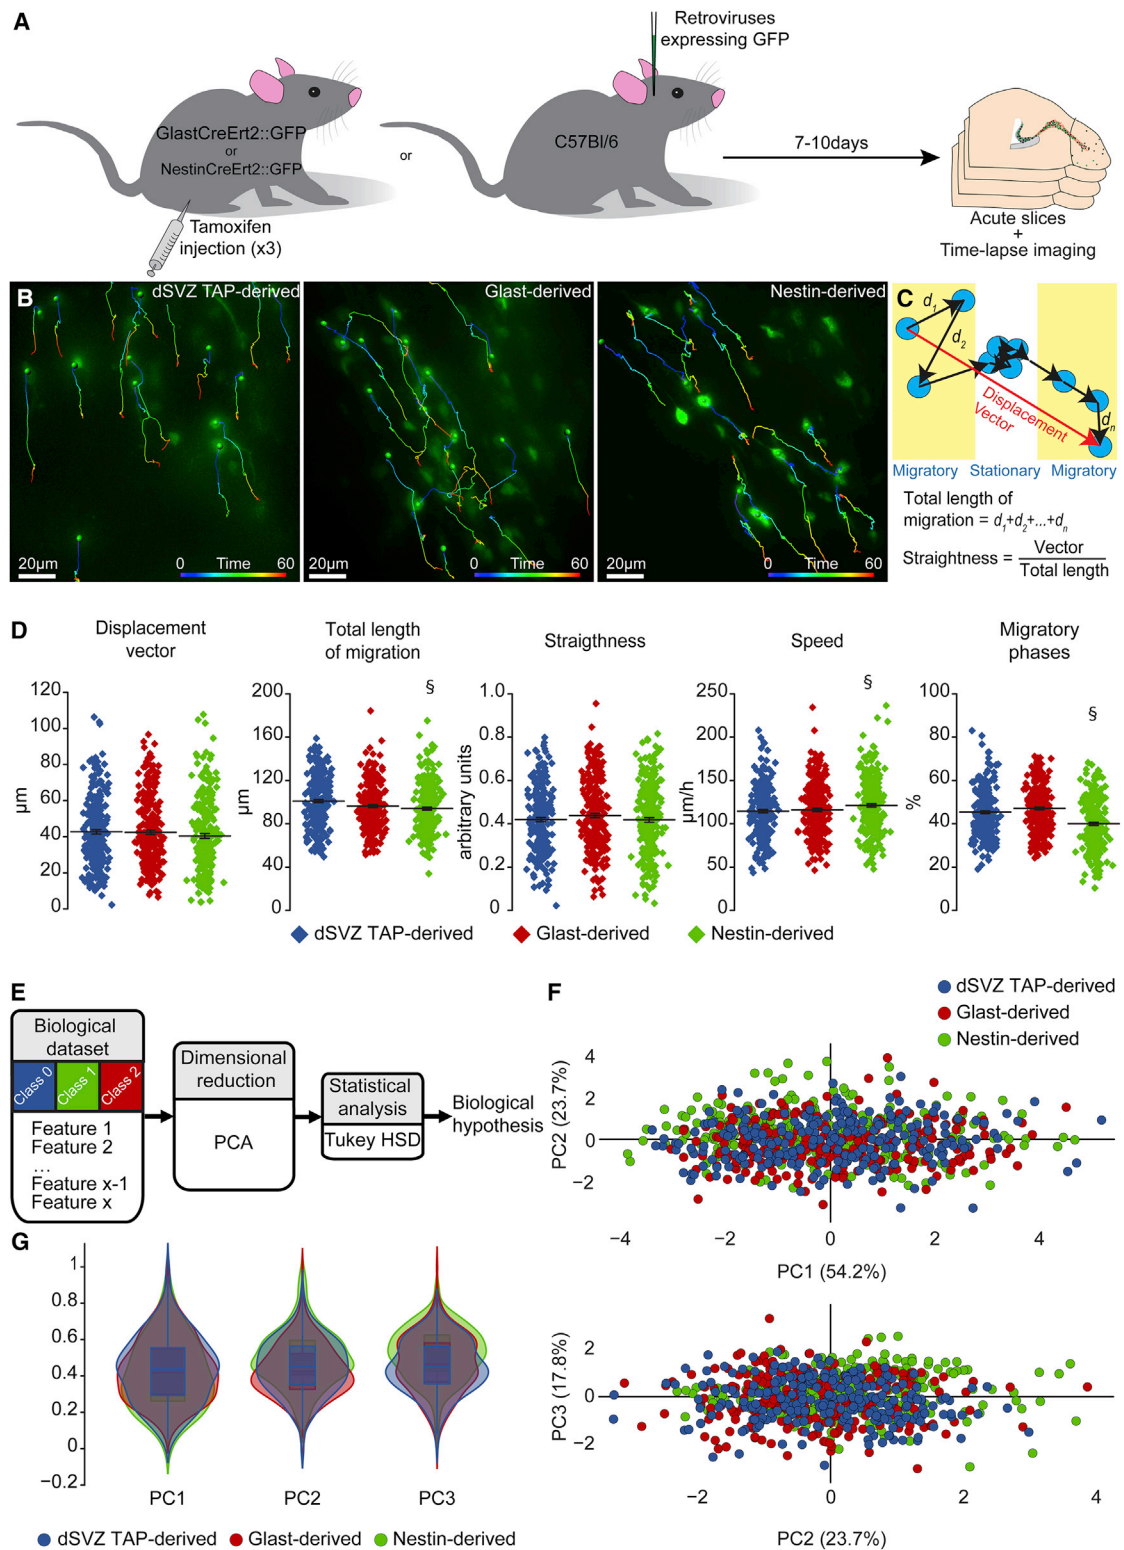 A
Retroviruses
expressing GFP
GlastCreErt2::GFP
or
NestinCreErt2::GFP
or
C57Bl/6
7-10days
Tamoxifen
injection (x3)
Acute slices
+
Time-lapse imaging
B
dSVZ TAP-derived
20µm
0 Time 60
Glast-derived
20µm
0 Time 60
Nestin-derived
20µm
0 Time 60
C
d1
d2
dn
Displacement
Vector
Migratory Stationary Migratory
Total length of
migration = d1+d2+...+dn
Straightness = Vector
Total length
D
Displacement
vector
µm
120
100
80
60
40
20
0
Total length
of migration
§
µm
200
160
120
80
40
0
Straigthness
arbitrary units
1.0
0.8
0.6
0.4
0.2
0
Speed
§
µm/h
250
200
150
100
50
0
Migratory
phases
§
%
100
80
60
40
20
0
dSVZ TAP-derived Glast-derived Nestin-derived
E
Biological
dataset
Class 0 Class 1 Class 2
Feature 1
Feature 2
...
Feature x-1
Feature x
Dimensional
reduction
PCA
Statistical
analysis
Tukey HSD
Biological
hypothesis
F
dSVZ TAP-derived
Glast-derived
Nestin-derived
PC2 (23.7%)
4
2
0
−2
−4 −2 0 2 4
PC1 (54.2%)
PC3 (17.8%)
2
0
−2
−2 0 2 4
PC2 (23.7%)
G
1
0.8
0.6
0.4
0.2
0
−0.2
PC1 PC2 PC3
dSVZ TAP-derived Glast-derived Nestin-derived